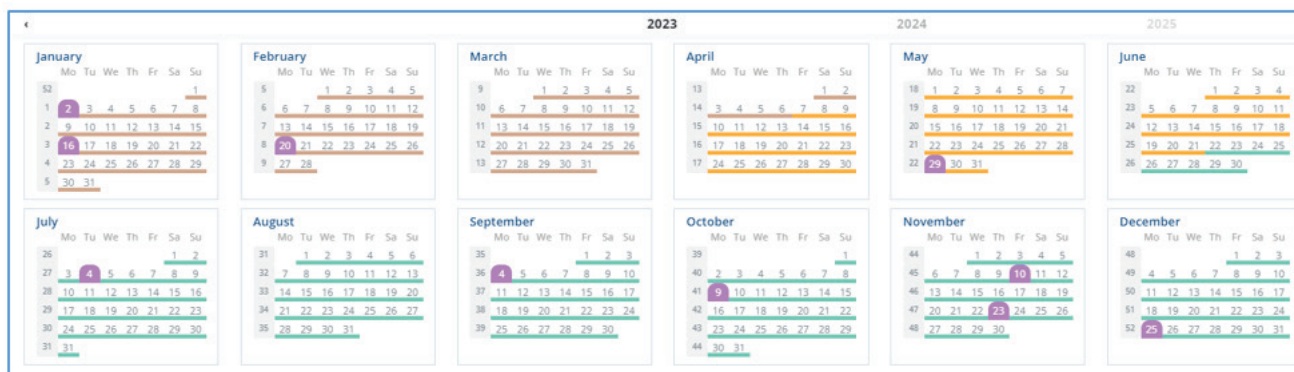 ‹ 2023 2024 2025
January
Mo Tu We Th Fr Sa Su
52 1
1 2 3 4 5 6 7 8
2 9 10 11 12 13 14 15
3 16 17 18 19 20 21 22
4 23 24 25 26 27 28 29
5 30 31
February
Mo Tu We Th Fr Sa Su
5 1 2 3 4 5
6 6 7 8 9 10 11 12
7 13 14 15 16 17 18 19
8 20 21 22 23 24 25 26
9 27 28
March
Mo Tu We Th Fr Sa Su
9 1 2 3 4 5
10 6 7 8 9 10 11 12
11 13 14 15 16 17 18 19
12 20 21 22 23 24 25 26
13 27 28 29 30 31
April
Mo Tu We Th Fr Sa Su
13 1 2
14 3 4 5 6 7 8 9
15 10 11 12 13 14 15 16
16 17 18 19 20 21 22 23
17 24 25 26 27 28 29 30
May
Mo Tu We Th Fr Sa Su
18 1 2 3 4 5 6 7
19 8 9 10 11 12 13 14
20 15 16 17 18 19 20 21
21 22 23 24 25 26 27 28
22 29 30 31
June
Mo Tu We Th Fr Sa Su
22 1 2 3 4
23 5 6 7 8 9 10 11
24 12 13 14 15 16 17 18
25 19 20 21 22 23 24 25
26 26 27 28 29 30
July
Mo Tu We Th Fr Sa Su
26 1 2
27 3 4 5 6 7 8 9
28 10 11 12 13 14 15 16
29 17 18 19 20 21 22 23
30 24 25 26 27 28 29 30
31 31
August
Mo Tu We Th Fr Sa Su
31 1 2 3 4 5 6
32 7 8 9 10 11 12 13
33 14 15 16 17 18 19 20
34 21 22 23 24 25 26 27
35 28 29 30 31
September
Mo Tu We Th Fr Sa Su
35 1 2 3
36 4 5 6 7 8 9 10
37 11 12 13 14 15 16 17
38 18 19 20 21 22 23 24
39 25 26 27 28 29 30
October
Mo Tu We Th Fr Sa Su
39 1
40 2 3 4 5 6 7 8
41 9 10 11 12 13 14 15
42 16 17 18 19 20 21 22
43 23 24 25 26 27 28 29
44 30 31
November
Mo Tu We Th Fr Sa Su
44 1 2 3 4 5
45 6 7 8 9 10 11 12
46 13 14 15 16 17 18 19
47 20 21 22 23 24 25 26
48 27 28 29 30
December
Mo Tu We Th Fr Sa Su
48 1 2 3
49 4 5 6 7 8 9 10
50 11 12 13 14 15 16 17
51 18 19 20 21 22 23 24
52 25 26 27 28 29 30 31